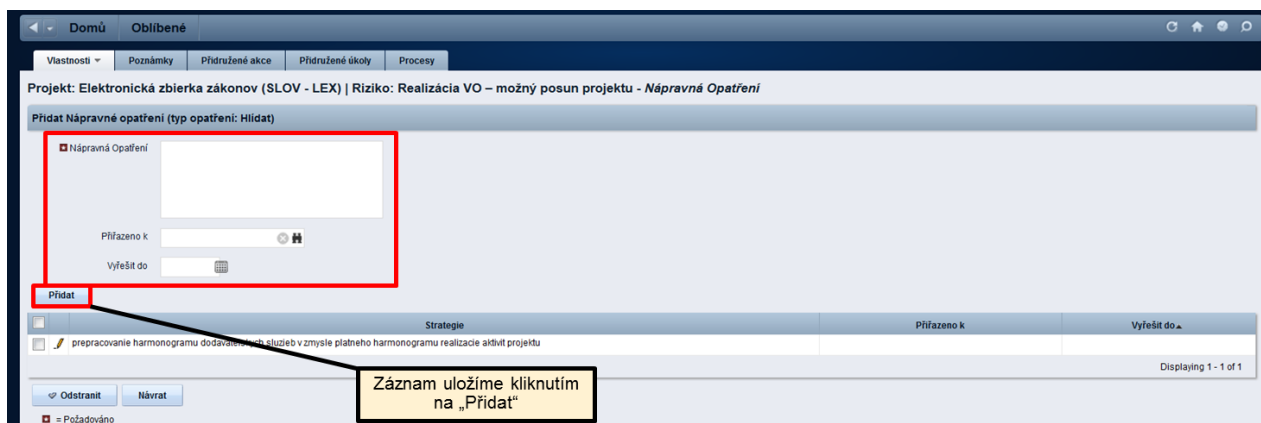 Domů Oblíbené
Vlastnosti Poznámky Přidružené akce Přidružené úkoly Procesy
Projekt: Elektronická zbierka zákonov (SLOV - LEX) | Riziko: Realizácia VO – možný posun projektu - Nápravná Opatření
Přidat Nápravné opatření (typ opatření: Hlídat)
Nápravná Opatření
Přiřazeno k
Vyřešit do
Přidat
Strategie Přiřazeno k Vyřešit do
prepracovanie harmonogramu dodavatelskych sluzieb v zmysle platneho harmonogramu realizacie aktivit projektu
Displaying 1 - 1 of 1
Záznam uložíme kliknutím
na „Přidat“
Odstranit Návrat
= Požadováno